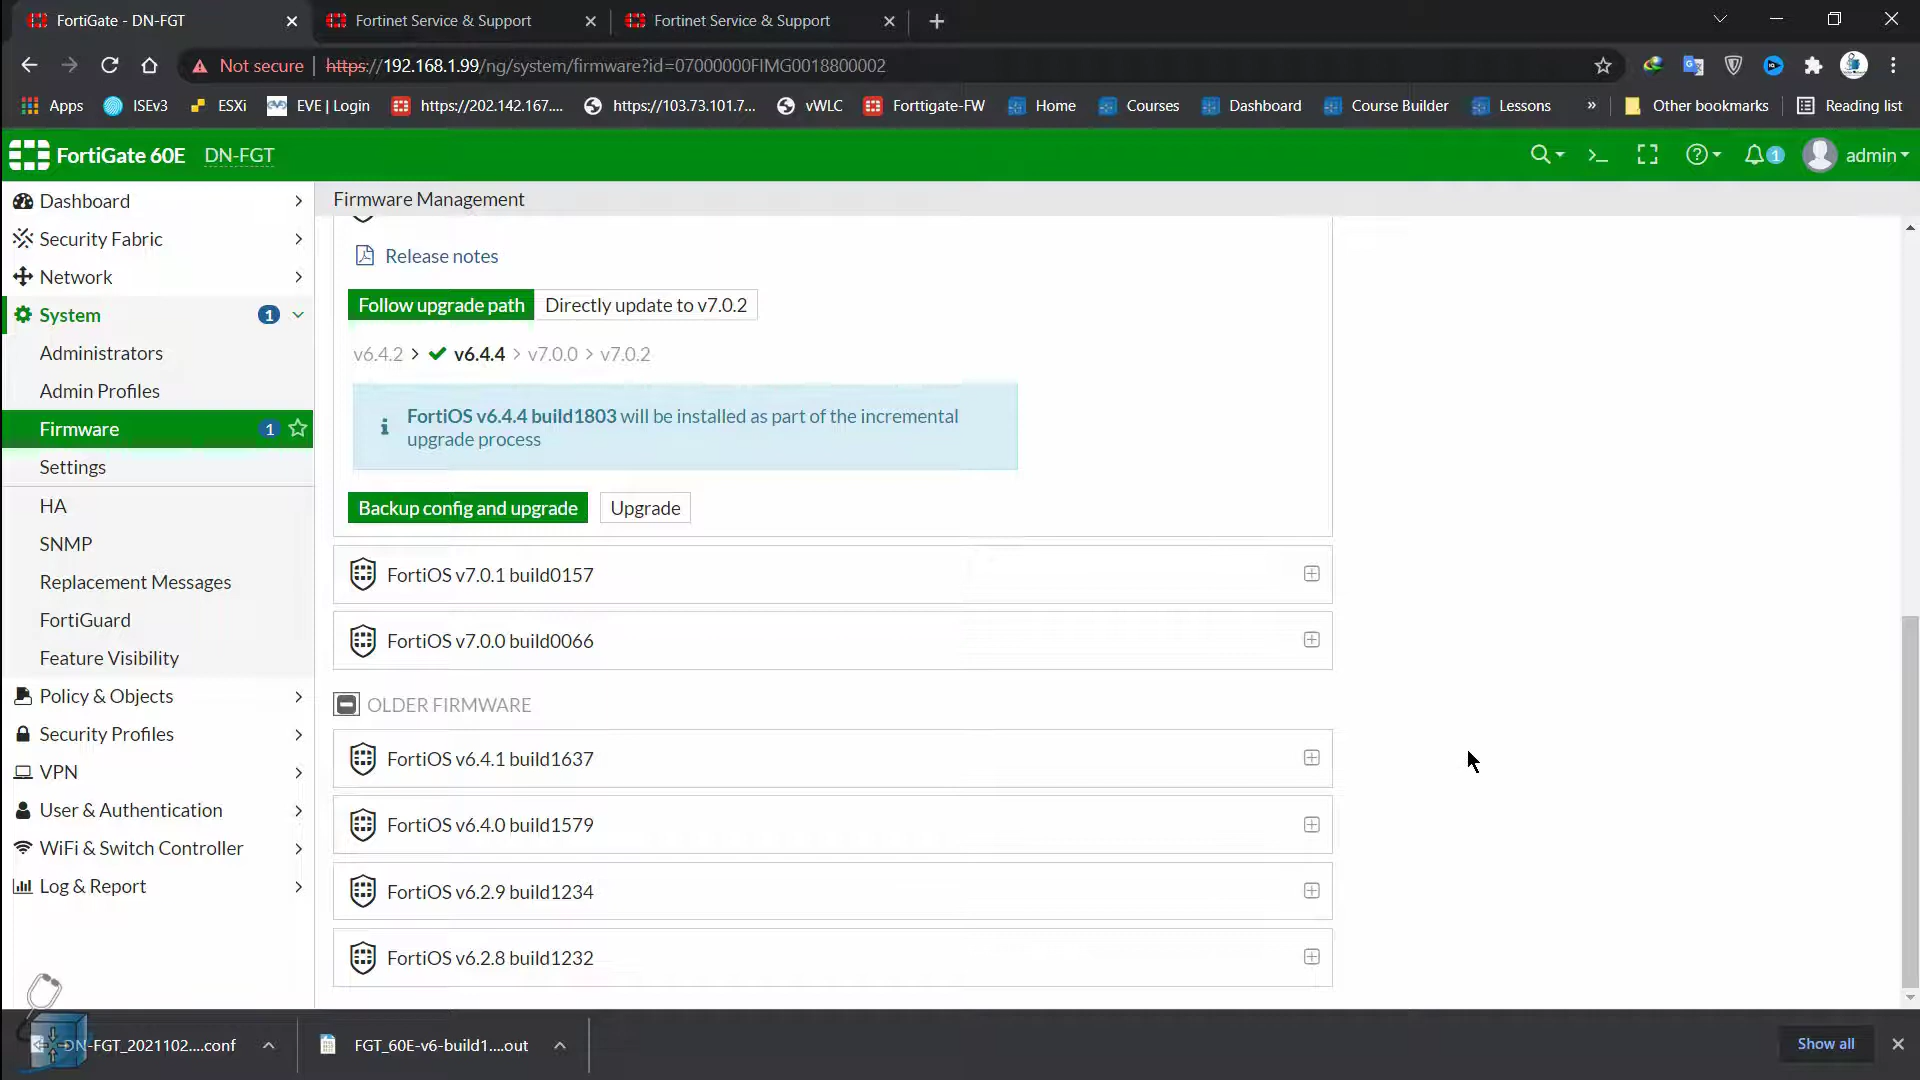 FortiGate - DN-FGT
Fortinet Service & Support
Fortinet Service & Support
Not secure | https://192.168.1.99/ng/system/firmware?id=07000000FIMG0018800002
Apps
ISEv3
ESXi
EVE | Login
https://202.142.167....
https://103.73.101.7...
vWLC
Forttigate-FW
Home
Courses
Dashboard
Course Builder
Lessons
»
Other bookmarks
Reading list
FortiGate 60E
DN-FGT
1
admin
Dashboard
Security Fabric
Network
System 1
Administrators
Admin Profiles
Firmware 1
Settings
HA
SNMP
Replacement Messages
FortiGuard
Feature Visibility
Policy & Objects
Security Profiles
VPN
User & Authentication
WiFi & Switch Controller
Log & Report
Firmware Management
Release notes
Follow upgrade path
Directly update to v7.0.2
v6.4.2 > v6.4.4 > v7.0.0 > v7.0.2
FortiOS v6.4.4 build1803 will be installed as part of the incremental
upgrade process
Backup config and upgrade
Upgrade
FortiOS v7.0.1 build0157
FortiOS v7.0.0 build0066
OLDER FIRMWARE
FortiOS v6.4.1 build1637
FortiOS v6.4.0 build1579
FortiOS v6.2.9 build1234
FortiOS v6.2.8 build1232
DN-FGT_2021102....conf
FGT_60E-v6-build1....out
Show all